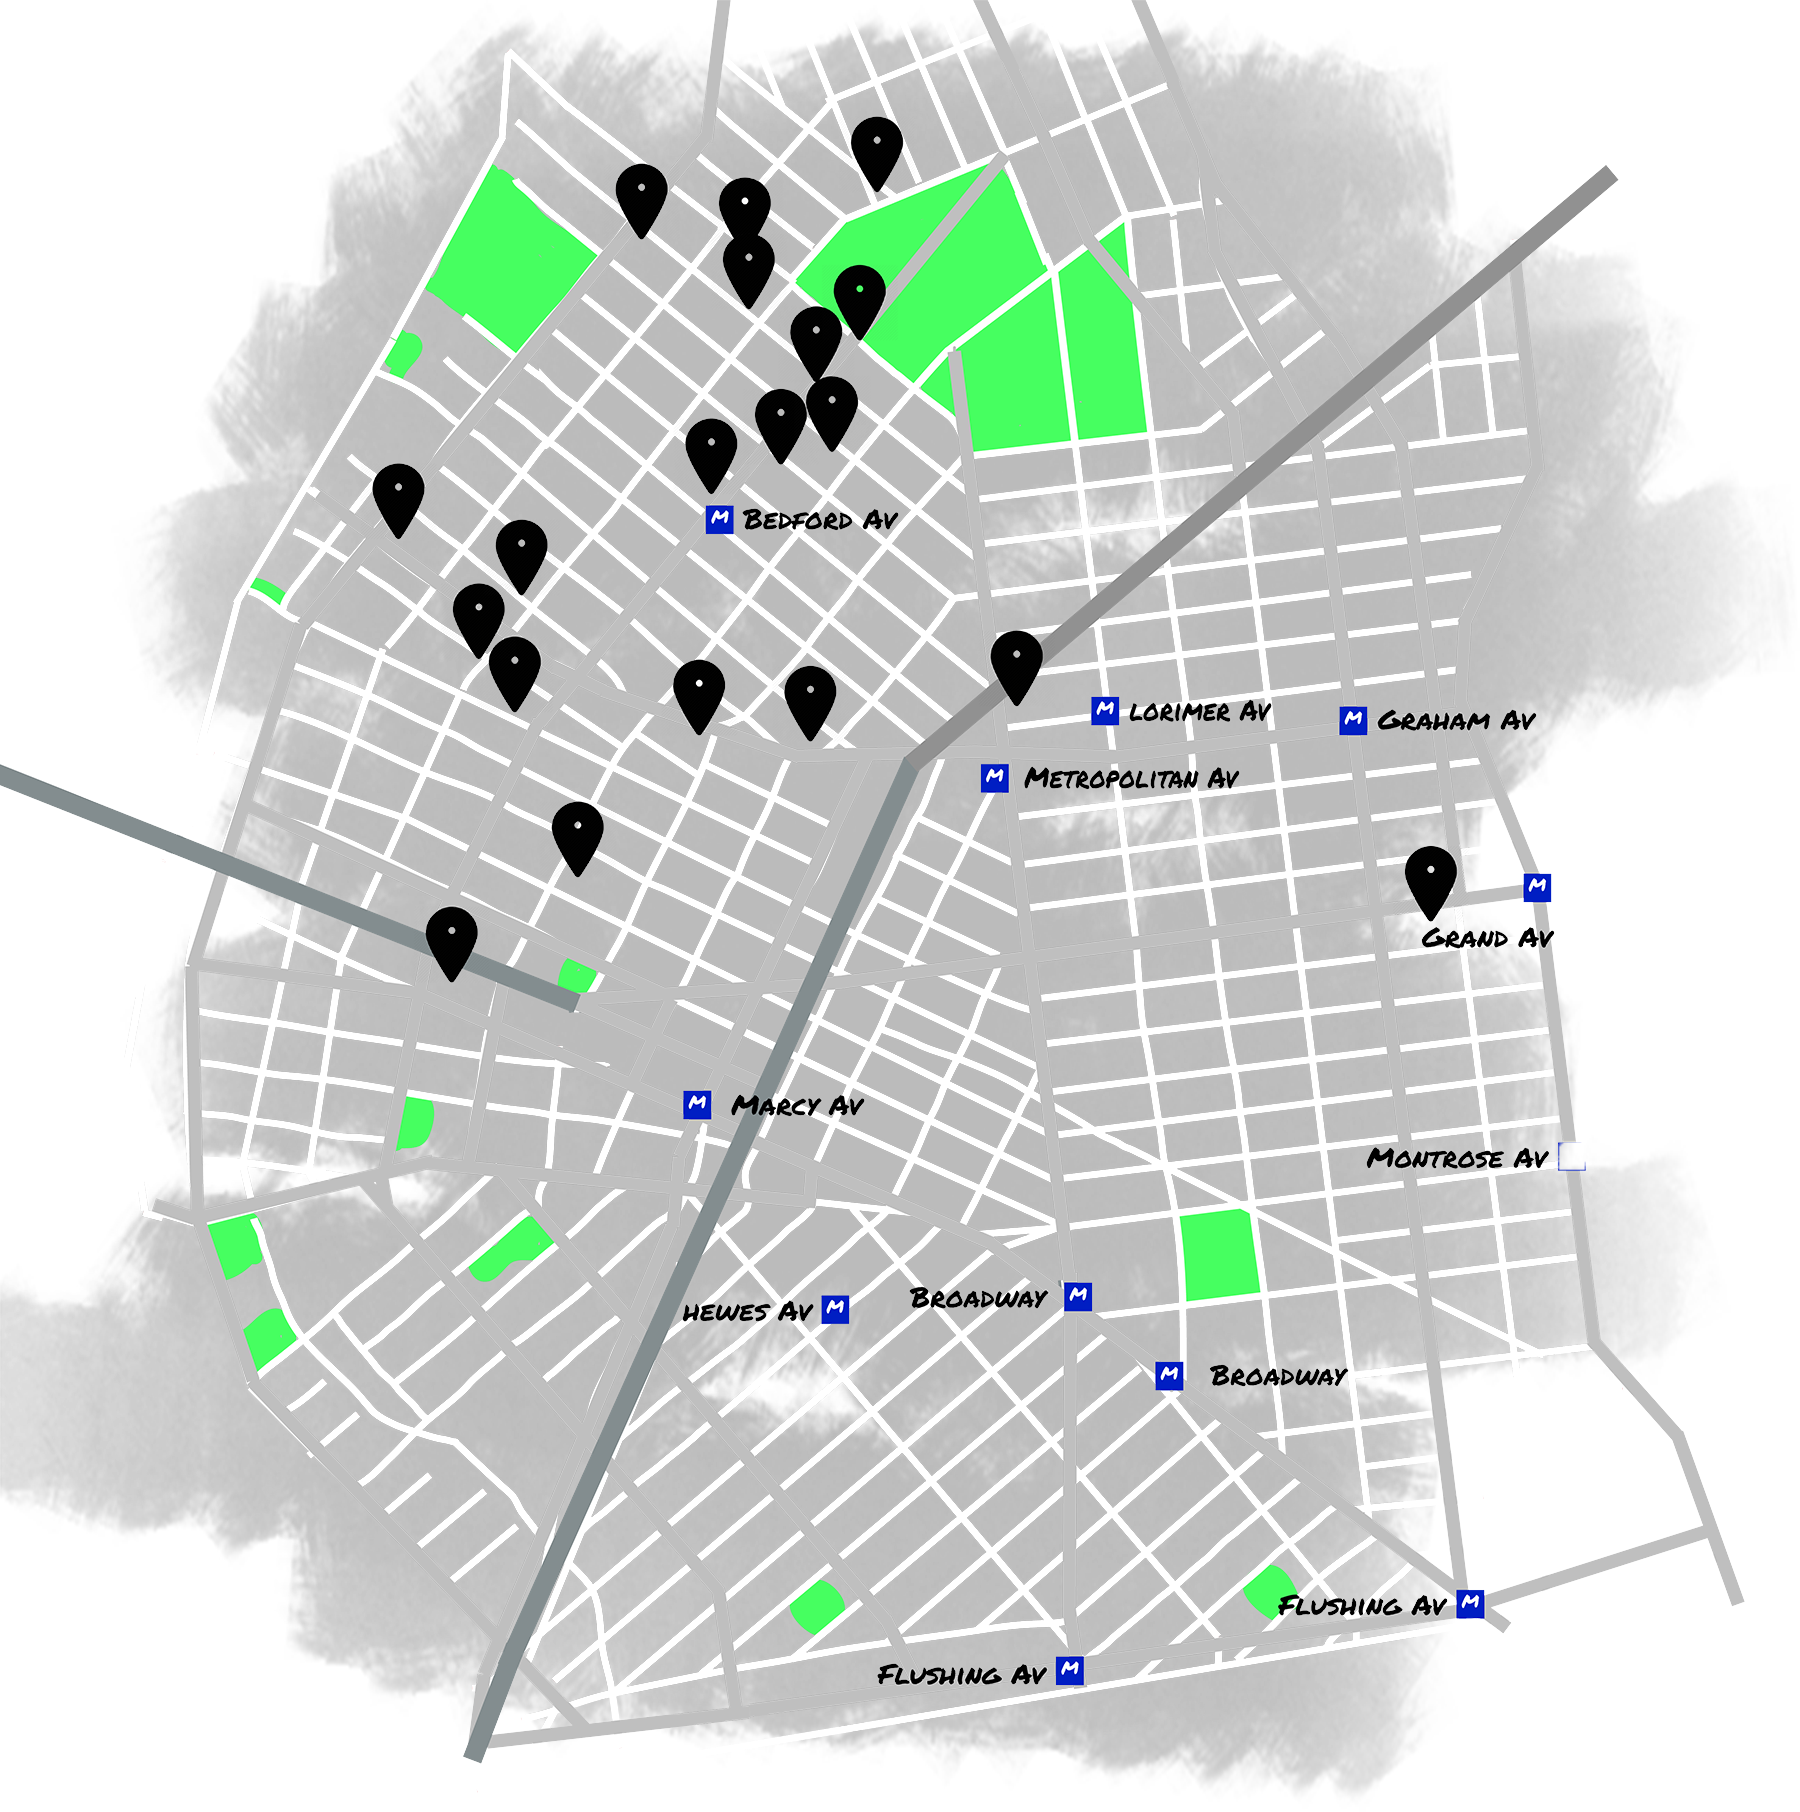 M Bedford Av
M Lorimer Av
M Graham Av
M Metropolitan Av
M
Grand Av
M Marcy Av
Montrose Av
Hewes Av M
Broadway M
M Broadway
Flushing Av M
Flushing Av M